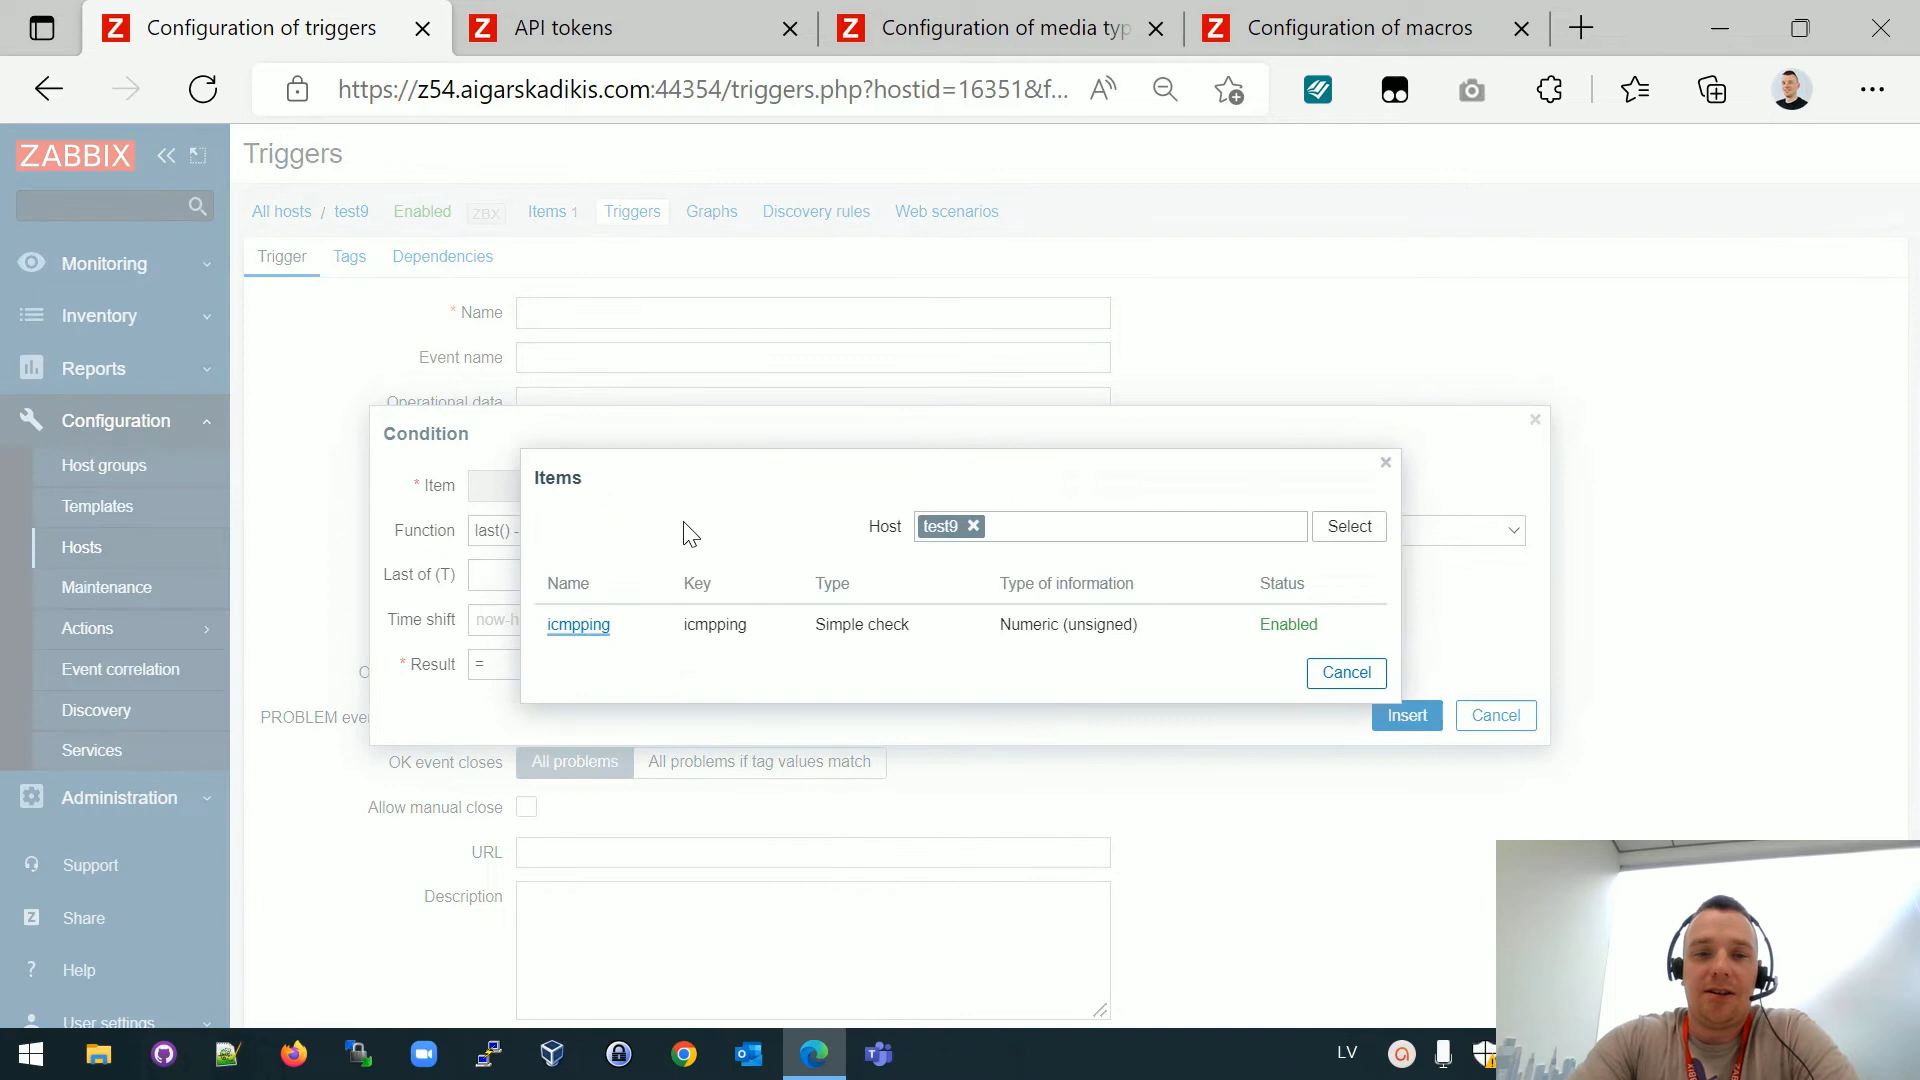 Configuration of triggers
API tokens
Configuration of media typ
Configuration of macros
https://z54.aigarskadikis.com:44354/triggers.php?hostid=16351&f...
ZABBIX
Triggers
All hosts / test9 Enabled ZBX Items 1 Triggers Graphs Discovery rules Web scenarios
Trigger Tags Dependencies
Monitoring
Inventory
Reports
Configuration
Host groups
Templates
Hosts
Maintenance
Actions
Event correlation
Discovery
Services
Administration
Support
Share
Help
User settings
* Name
Event name
Operational data
Condition
* Item
Function last() -
Last of (T)
Time shift now-h
* Result =
Items
Host test9 Select
Name Key Type Type of information Status
icmpping icmpping Simple check Numeric (unsigned) Enabled
Cancel
Insert Cancel
PROBLEM eve
OK event closes All problems All problems if tag values match
Allow manual close
URL
Description
LV